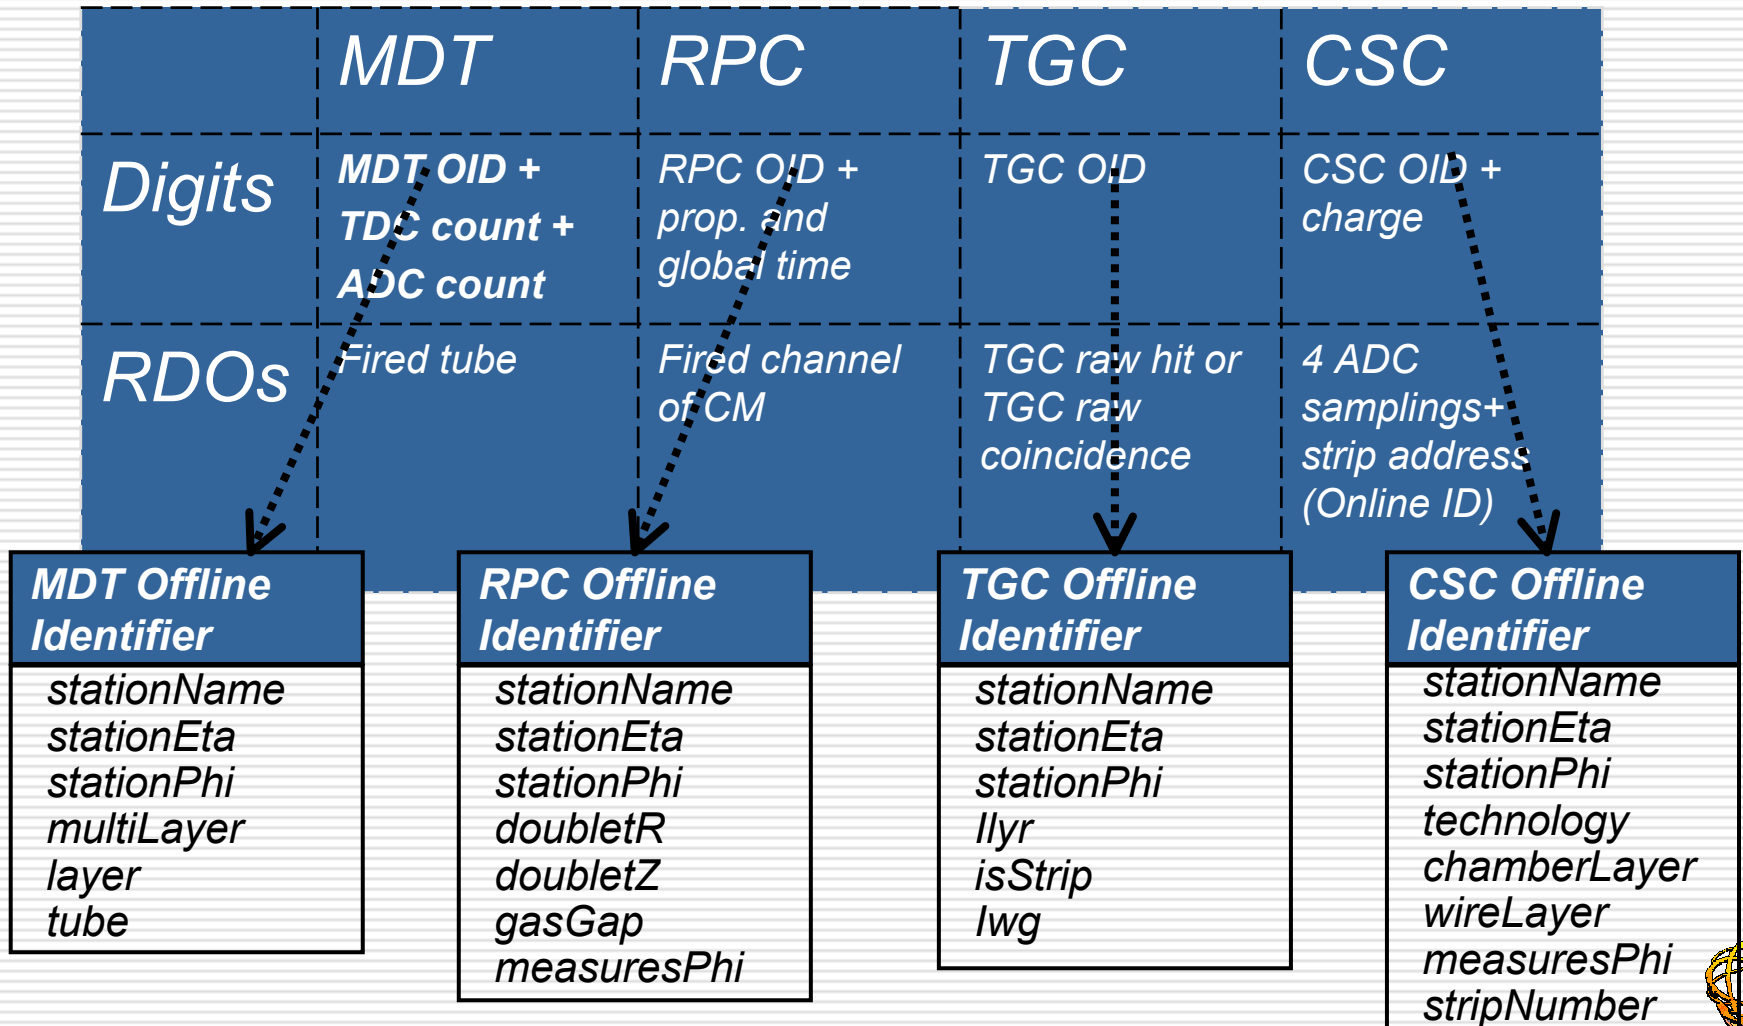 MDT RPC TGC CSC
Digits
MDT OID +
TDC count +
ADC count
RPC OID +
prop. and
global time
TGC OID
CSC OID +
charge
RDOs
Fired tube
Fired channel
of CM
TGC raw hit or
TGC raw
coincidence
4 ADC
samplings+
strip address
(Online ID)
MDT Offline
Identifier
stationName
stationEta
stationPhi
multiLayer
layer
tube
RPC Offline
Identifier
stationName
stationEta
stationPhi
doubletR
doubletZ
gasGap
measuresPhi
TGC Offline
Identifier
stationName
stationEta
stationPhi
Ilyr
isStrip
Iwg
CSC Offline
Identifier
stationName
stationEta
stationPhi
technology
chamberLayer
wireLayer
measuresPhi
stripNumber